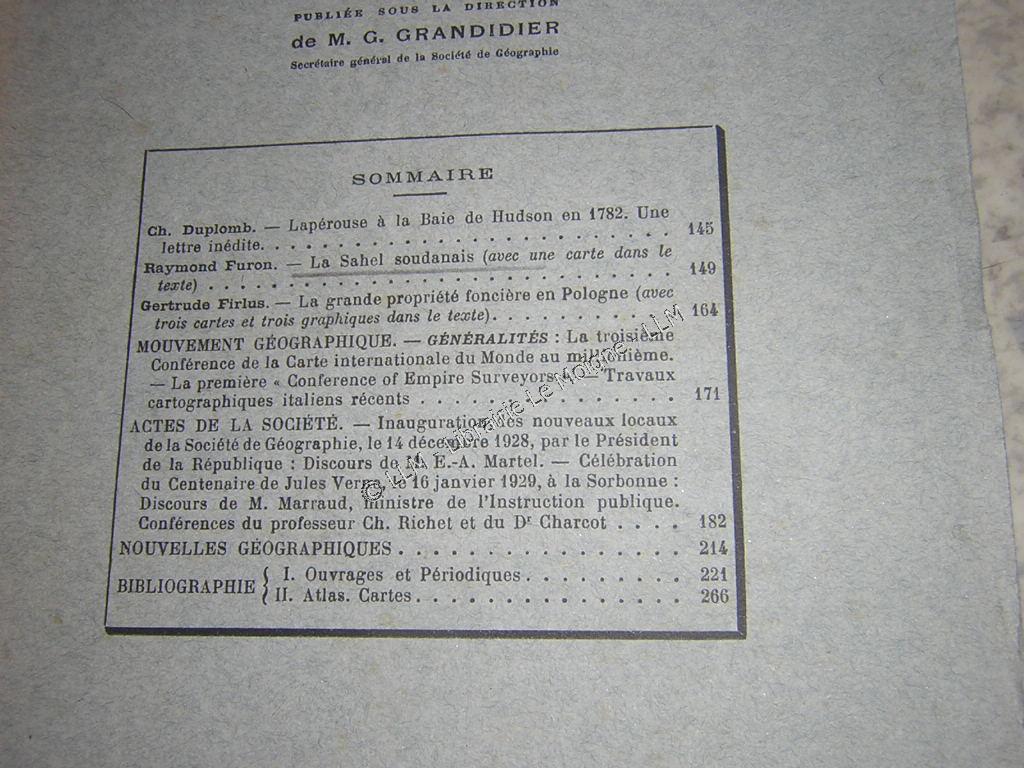 PUBLIÉE SOUS LA DIRECTION
de M. G. GRANDIDIER
Secrétaire général de la Société de Géographie
SOMMAIRE
Ch. Duplomb. — Lapérouse à la Baie de Hudson en 1782. Une
lettre inédite. . . . . . . . . . . . . . . . . . . . . . . . 145
Raymond Furon. — La Sahel soudanais (avec une carte dans le
texte) . . . . . . . . . . . . . . . . . . . . . . . . . . . 149
Gertrude Firlus. — La grande propriété foncière en Pologne (avec
trois cartes et trois graphiques dans le texte). . . . . . . . . . 164
MOUVEMENT GÉOGRAPHIQUE. — GÉNÉRALITÉS : La troisième
Conférence de la Carte internationale du Monde au millionième.
— La première « Conference of Empire Surveyors ». — Travaux
cartographiques italiens récents . . . . . . . . . . . . . . . 171
ACTES DE LA SOCIÉTÉ. — Inauguration des nouveaux locaux
de la Société de Géographie, le 14 décembre 1928, par le Président
de la République : Discours de M. E.-A. Martel. — Célébration
du Centenaire de Jules Verne, le 16 janvier 1929, à la Sorbonne :
Discours de M. Marraud, ministre de l'Instruction publique.
Conférences du professeur Ch. Richet et du Dr Charcot . . . . 182
NOUVELLES GÉOGRAPHIQUES . . . . . . . . . . . . . . . . 214
BIBLIOGRAPHIE { I. Ouvrages et Périodiques . . . . . . . . . 221
II. Atlas. Cartes . . . . . . . . . . . . . . . 266
© LLM - Librairie Le Moigne - LLM